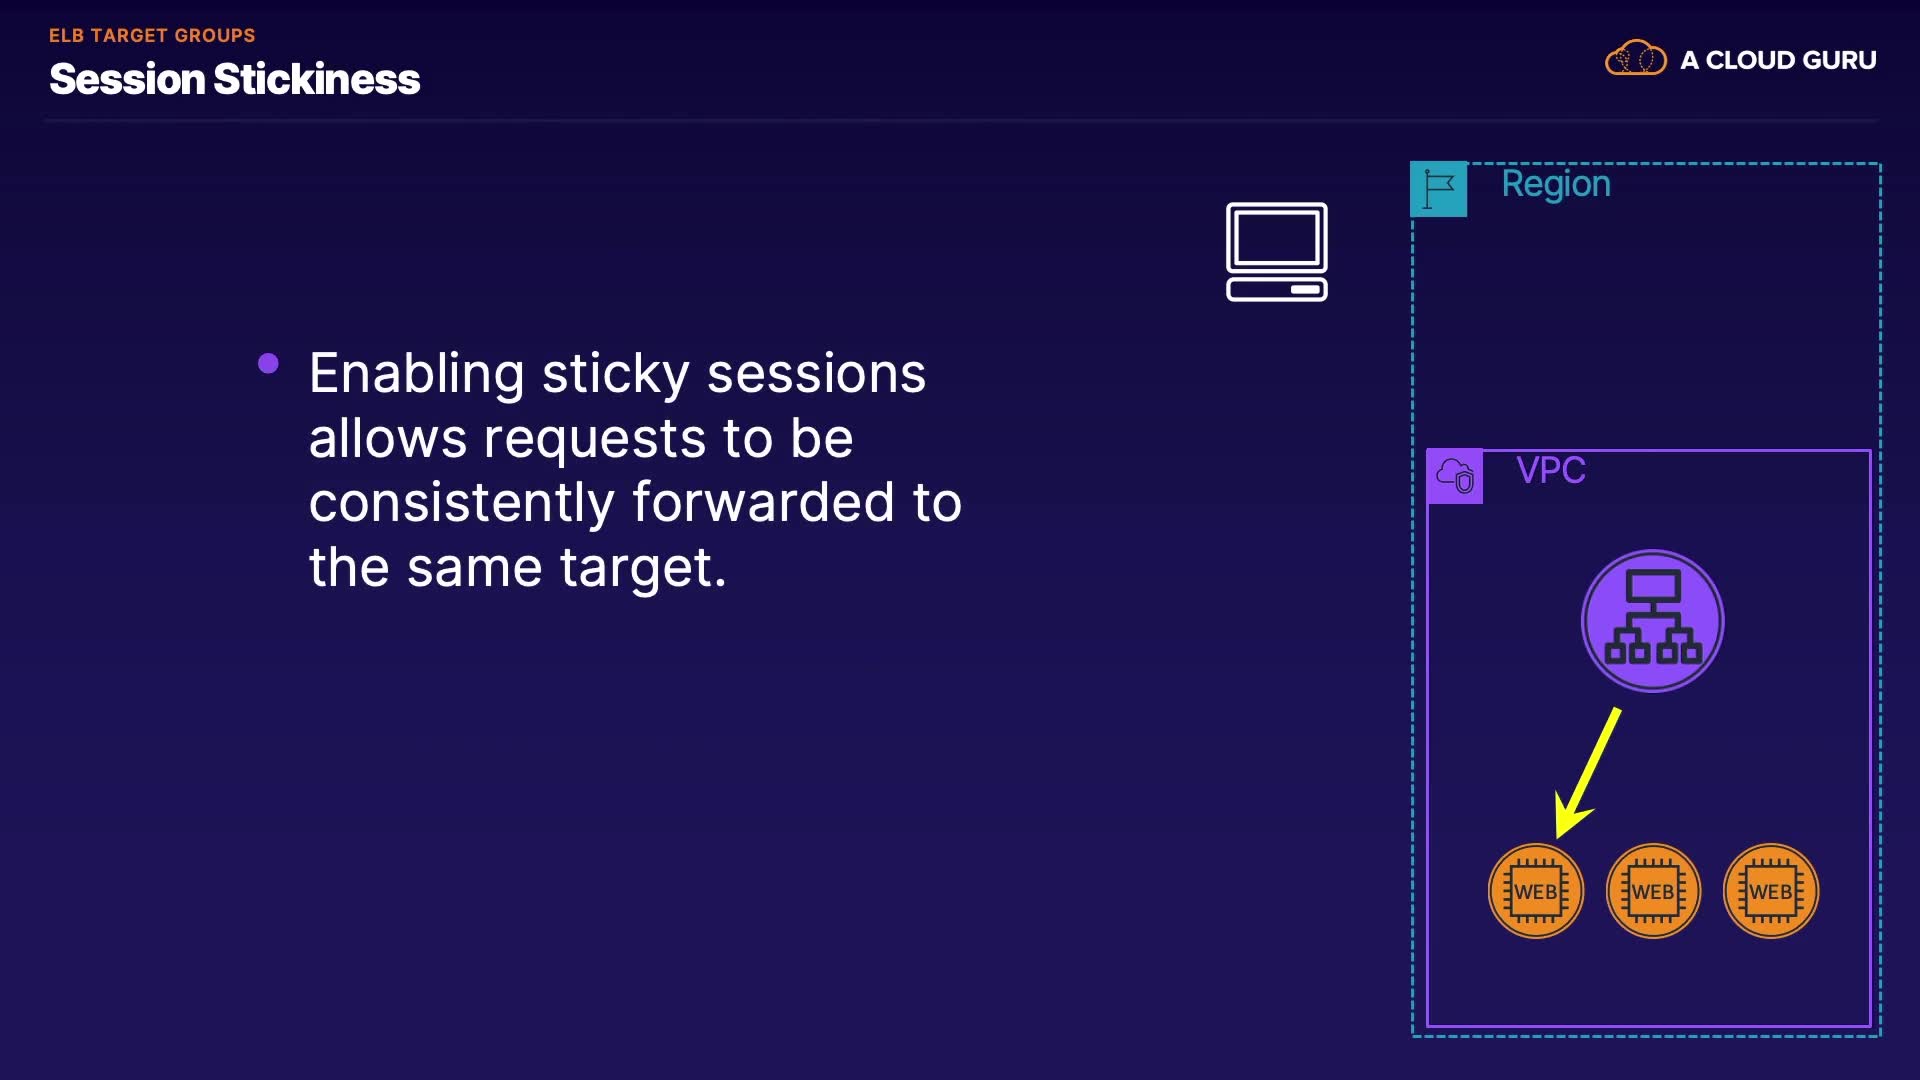 ELB TARGET GROUPS
Session Stickiness
A CLOUD GURU
Region
Enabling sticky sessions
allows requests to be
consistently forwarded to
the same target.
VPC
WEB
WEB
WEB